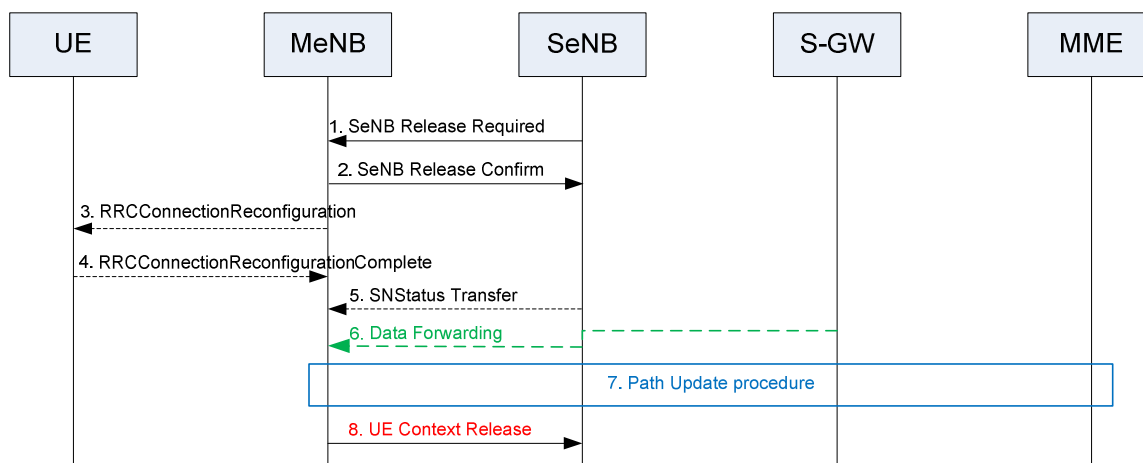 UE
MeNB
SeNB
S-GW
MME
1. SeNB Release Required
2. SeNB Release Confirm
3. RRCConnectionReconfiguration
4. RRCConnectionReconfigurationComplete
5. SNStatus Transfer
6. Data Forwarding
7. Path Update procedure
8. UE Context Release